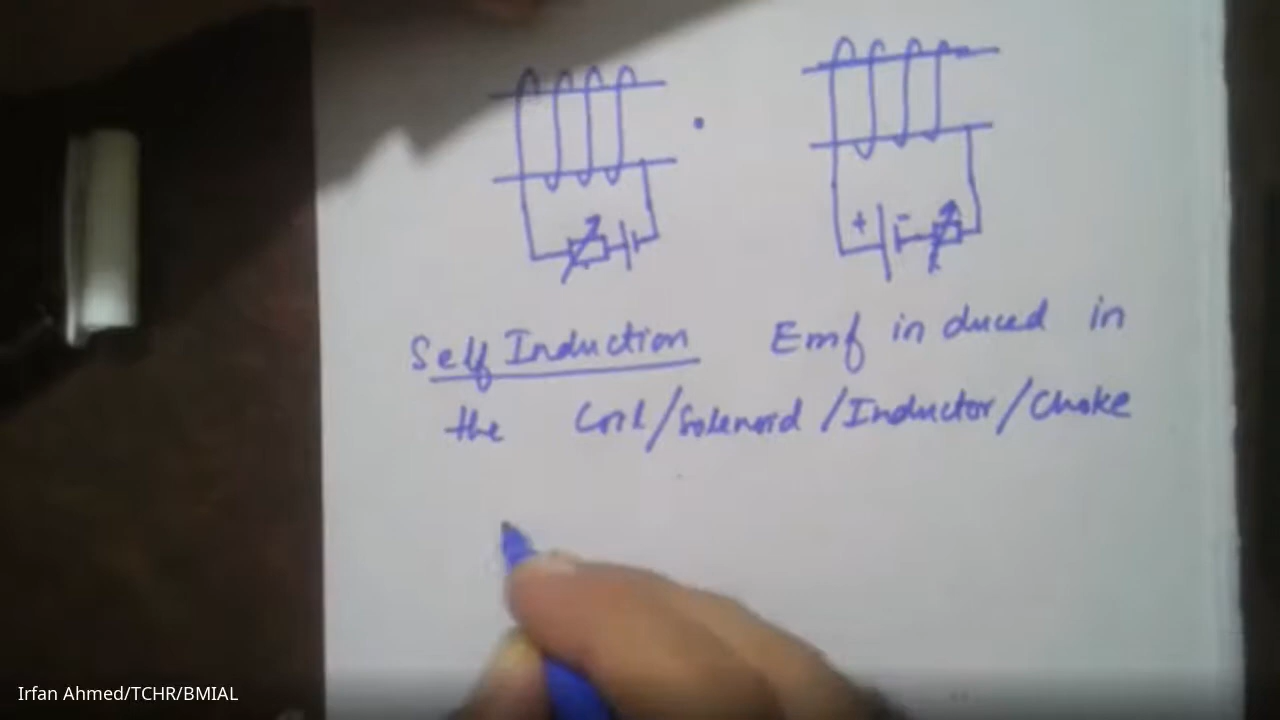 + -
Self Induction Emf induced in
the Coil/Solenoid/Inductor/Choke
Irfan Ahmed/TCHR/BMIAL